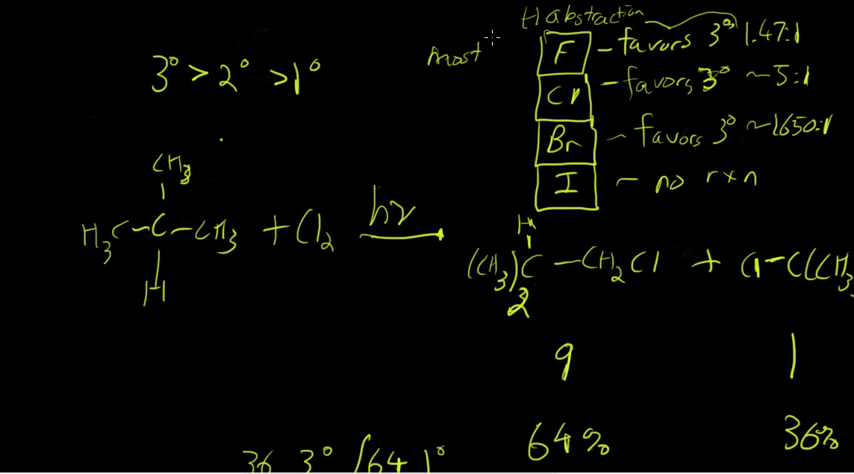 H abstraction
most
F – favors 3° 1.47:1
Cl – favors 3° ~5:1
Br – favors 3° ~1650:1
I – no rxn
3° > 2° > 1°
CH3
H3C–C–CH3 + Cl2 hν
H
H
(CH3)2C–CH2Cl + Cl–C(CH3
9 1
64% 36%
36 3° / 64 1°